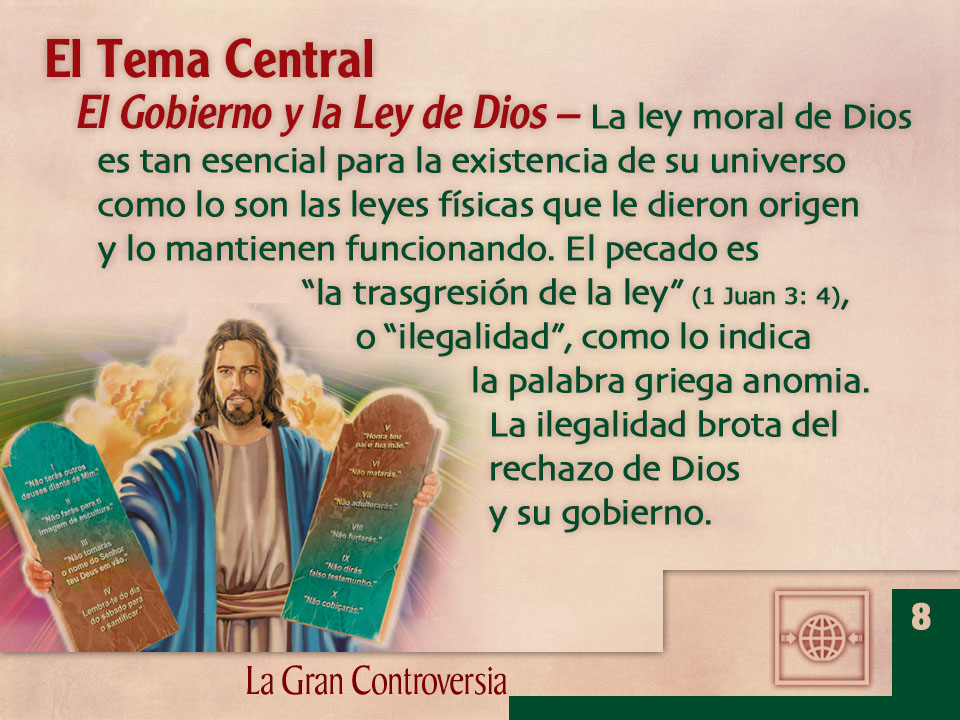 El Tema Central
El Gobierno y la Ley de Dios – La ley moral de Dios
es tan esencial para la existencia de su universo
como lo son las leyes físicas que le dieron origen
y lo mantienen funcionando. El pecado es
“la trasgresión de la ley” (1 Juan 3: 4),
o “ilegalidad”, como lo indica
la palabra griega anomia.
La ilegalidad brota del
rechazo de Dios
y su gobierno.
I
“Não terás outros
deuses diante de Mim.”
II
“Não farás para ti
imagem de escultura.”
III
“Não tomarás
o nome do Senhor
teu Deus em vão.”
IV
Lembra-te do dia
do sábado para
o santificar.”
V
“Honra teu
pai e tua mãe.”
VI
“Não matarás.”
VII
“Não adulterarás.”
VIII
“Não furtarás.”
IX
“Não dirás
falso testemunho.”
X
“Não cobiçarás.”
8
La Gran Controversia